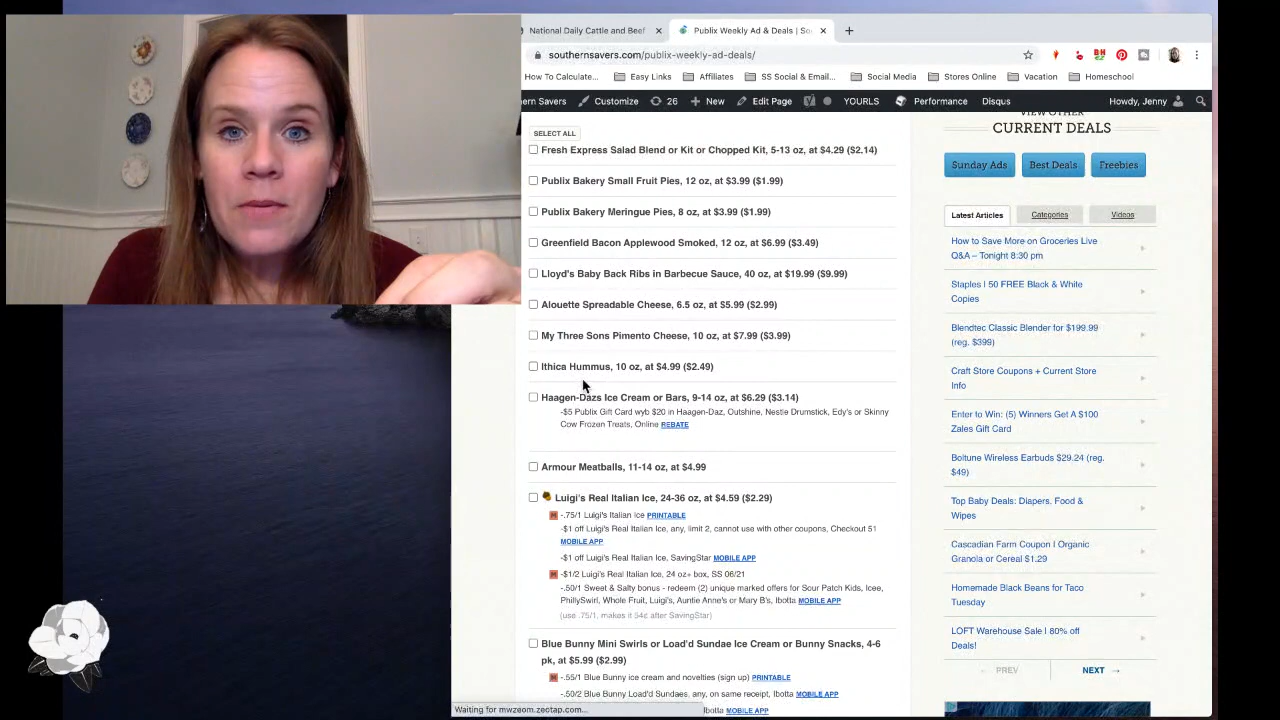 National Daily Cattle and Beef
Publix Weekly Ad & Deals | So
southernsavers.com/publix-weekly-ad-deals/
How To Calculate...
Easy Links
Affiliates
SS Social & Email...
Social Media
Stores Online
Vacation
Homeschool
hern Savers
Customize
26
New
Edit Page
YOURLS
Performance
Disqus
Howdy, Jenny
SELECT ALL
Fresh Express Salad Blend or Kit or Chopped Kit, 5-13 oz, at $4.29 ($2.14)
Publix Bakery Small Fruit Pies, 12 oz, at $3.99 ($1.99)
Publix Bakery Meringue Pies, 8 oz, at $3.99 ($1.99)
Greenfield Bacon Applewood Smoked, 12 oz, at $6.99 ($3.49)
Lloyd's Baby Back Ribs in Barbecue Sauce, 40 oz, at $19.99 ($9.99)
Alouette Spreadable Cheese, 6.5 oz, at $5.99 ($2.99)
My Three Sons Pimento Cheese, 10 oz, at $7.99 ($3.99)
Ithica Hummus, 10 oz, at $4.99 ($2.49)
Haagen-Dazs Ice Cream or Bars, 9-14 oz, at $6.29 ($3.14)
-$5 Publix Gift Card wyb $20 in Haagen-Daz, Outshine, Nestle Drumstick, Edy's or Skinny
Cow Frozen Treats, Online REBATE
Armour Meatballs, 11-14 oz, at $4.99
Luigi's Real Italian Ice, 24-36 oz, at $4.59 ($2.29)
M -.75/1 Luigi's Italian Ice PRINTABLE
-$1 off Luigi's Real Italian Ice, any, limit 2, cannot use with other coupons, Checkout 51
MOBILE APP
-$1 off Luigi's Real Italian Ice, SavingStar MOBILE APP
M -$1/2 Luigi's Real Italian Ice, 24 oz+ box, SS 06/21
-.50/1 Sweet & Salty bonus - redeem (2) unique marked offers for Sour Patch Kids, Icee,
PhillySwirl, Whole Fruit, Luigi's, Auntie Anne's or Mary B's, Ibotta MOBILE APP
(use .75/1, makes it 54¢ after SavingStar)
Blue Bunny Mini Swirls or Load'd Sundae Ice Cream or Bunny Snacks, 4-6
pk, at $5.99 ($2.99)
M -.55/1 Blue Bunny ice cream and novelties (sign up) PRINTABLE
-.50/2 Blue Bunny Load'd Sundaes, any, on same receipt, Ibotta MOBILE APP
Ibotta MOBILE APP
Waiting for mwzeom.zectap.com...
VIEW OTHER
CURRENT DEALS
Sunday Ads
Best Deals
Freebies
Latest Articles
Categories
Videos
How to Save More on Groceries Live
Q&A – Tonight 8:30 pm
Staples | 50 FREE Black & White
Copies
Blendtec Classic Blender for $199.99
(reg. $399)
Craft Store Coupons + Current Store
Info
Enter to Win: (5) Winners Get A $100
Zales Gift Card
Boltune Wireless Earbuds $29.24 (reg.
$49)
Top Baby Deals: Diapers, Food &
Wipes
Cascadian Farm Coupon | Organic
Granola or Cereal $1.29
Homemade Black Beans for Taco
Tuesday
LOFT Warehouse Sale | 80% off
Deals!
← PREV
NEXT →